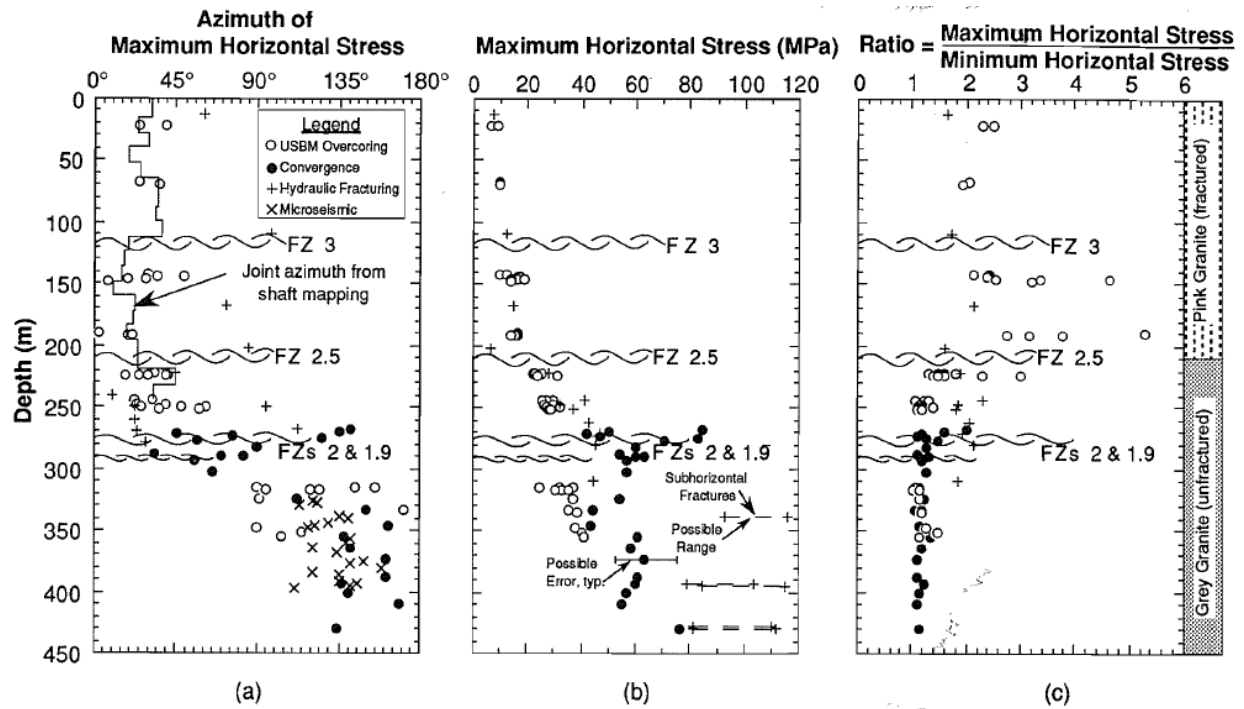 Azimuth of
Maximum Horizontal Stress
0° 45° 90° 135° 180°
Depth (m)
0
50
100
150
200
250
300
350
400
450
Legend
USBM Overcoring
Convergence
Hydraulic Fracturing
Microseismic
FZ 3
Joint azimuth from
shaft mapping
FZ 2.5
FZs 2 & 1.9
(a)
Maximum Horizontal Stress (MPa)
0 20 40 60 80 100 120
F Z 3
FZ 2.5
FZs 2 & 1.9
Subhorizontal
Fractures
Possible
Range
Possible
Error, typ.
(b)
Ratio = Maximum Horizontal Stress
Minimum Horizontal Stress
0 1 2 3 4 5 6
FZ 3
FZ 2.5
FZs 2 & 1.9
Pink Granite (fractured)
Grey Granite (unfractured)
(c)